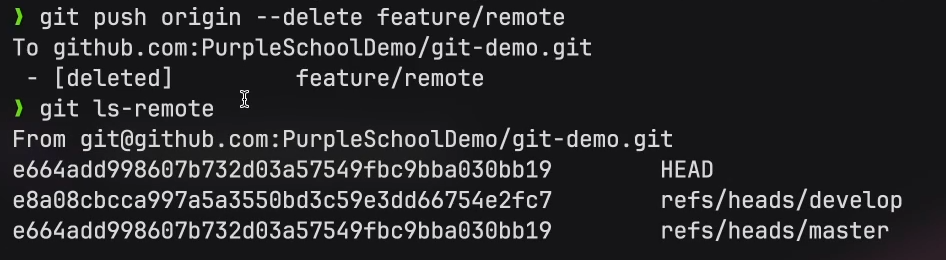 ❯ git push origin --delete feature/remote
To github.com:PurpleSchoolDemo/git-demo.git
 - [deleted]         feature/remote
❯ git ls-remote
From git@github.com:PurpleSchoolDemo/git-demo.git
e664add998607b732d03a57549fbc9bba030bb19        HEAD
e8a08cbcca997a5a3550bd3c59e3dd66754e2fc7        refs/heads/develop
e664add998607b732d03a57549fbc9bba030bb19        refs/heads/master